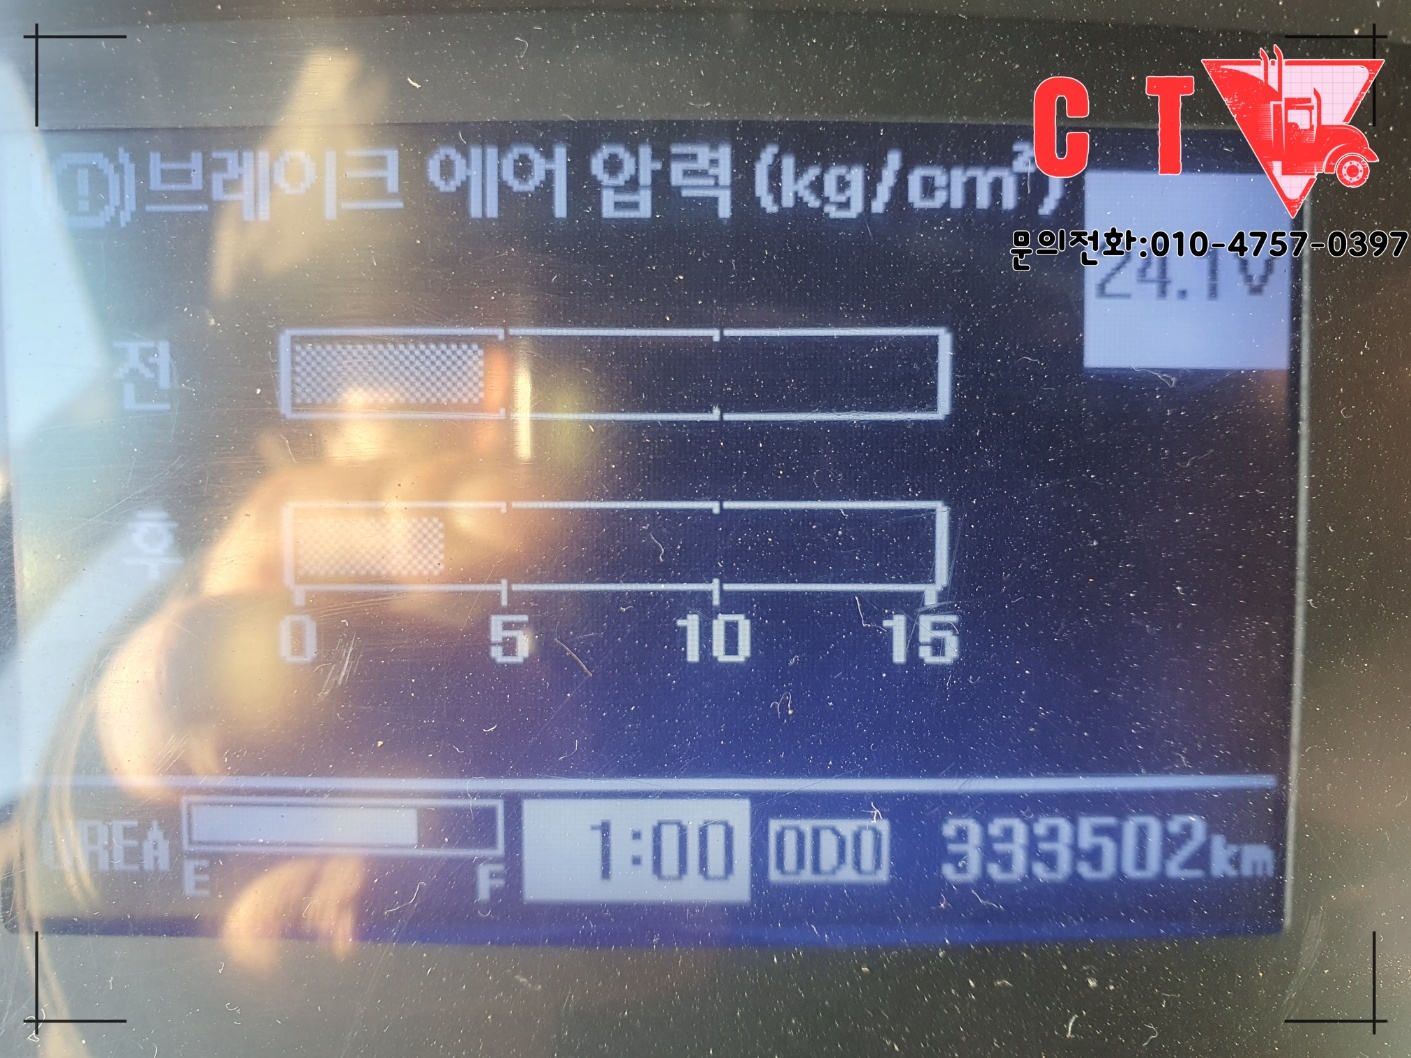 브레이크 에어 압력 (kg/cm²)
C T
문의전화:010-4757-0397
24.1V
전
후
0 5 10 15
UREA E F 1:00 ODO 333502km